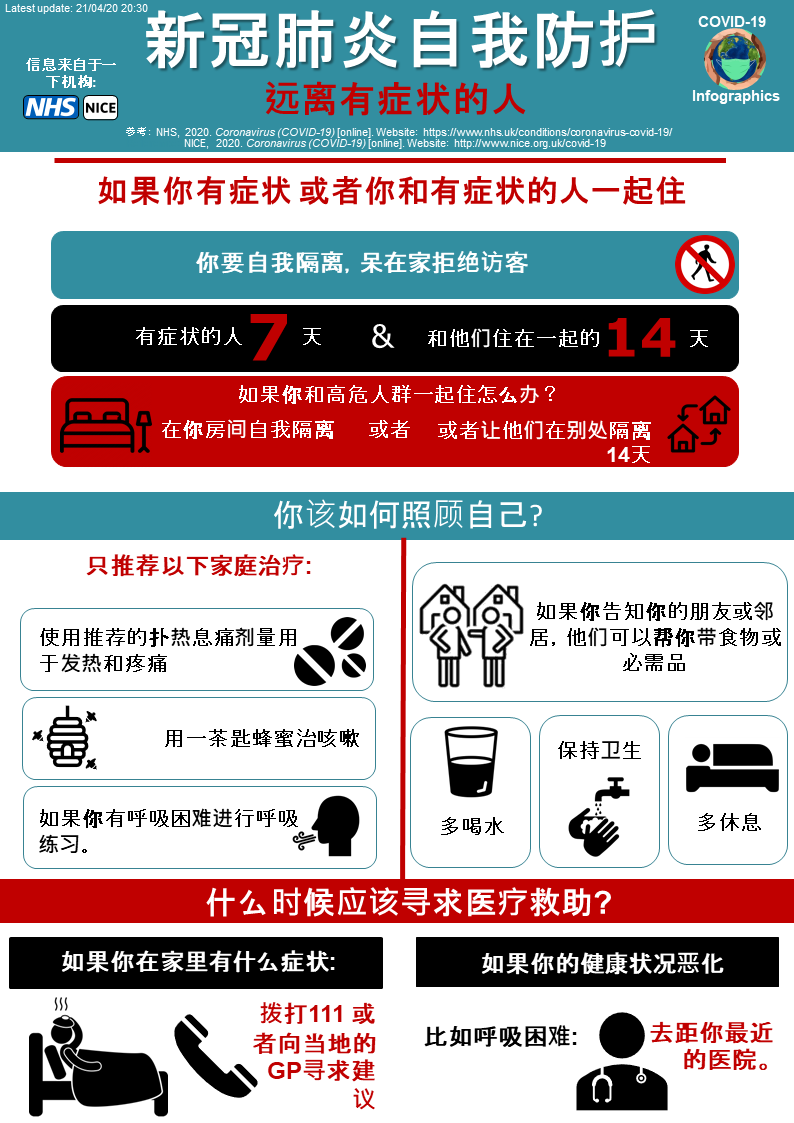 Latest update: 21/04/20 20:30
新冠肺炎自我防护
COVID-19
信息来自于一
下机构:
NHS NICE
远离有症状的人
Infographics
参考: NHS, 2020. Coronavirus (COVID-19) [online]. Website: https://www.nhs.uk/conditions/coronavirus-covid-19/
NICE, 2020. Coronavirus (COVID-19) [online]. Website: http://www.nice.org.uk/covid-19
如果你有症状 或者你和有症状的人一起住
你要自我隔离, 呆在家拒绝访客
有症状的人 7 天 & 和他们住在一起的 14 天
如果你和高危人群一起住怎么办？
在你房间自我隔离 或者 或者让他们在别处隔离
14天
你该如何照顾自己?
只推荐以下家庭治疗:
使用推荐的扑热息痛剂量用
于发热和疼痛
用一茶匙蜂蜜治咳嗽
如果你有呼吸困难进行呼吸
练习。
如果你告知你的朋友或邻
居, 他们可以帮你带食物或
必需品
多喝水
保持卫生
多休息
什么时候应该寻求医疗救助?
如果你在家里有什么症状:
拨打111 或
者向当地的
GP寻求建
议
如果你的健康状况恶化
比如呼吸困难:
去距你最近
的医院。